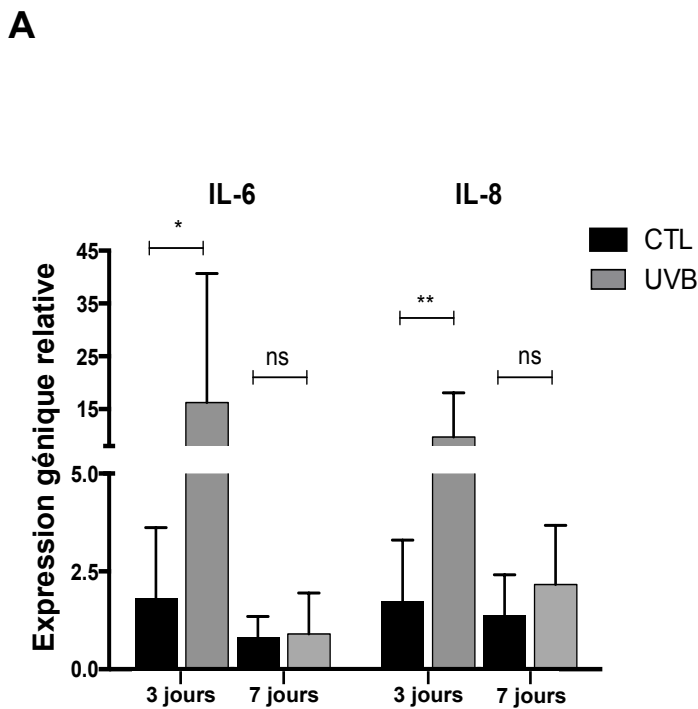 A
IL-6
IL-8
CTL
UVB
*
**
ns
ns
Expression génique relative
45
35
25
15
5.0
2.5
0.0
3 jours
7 jours
3 jours
7 jours